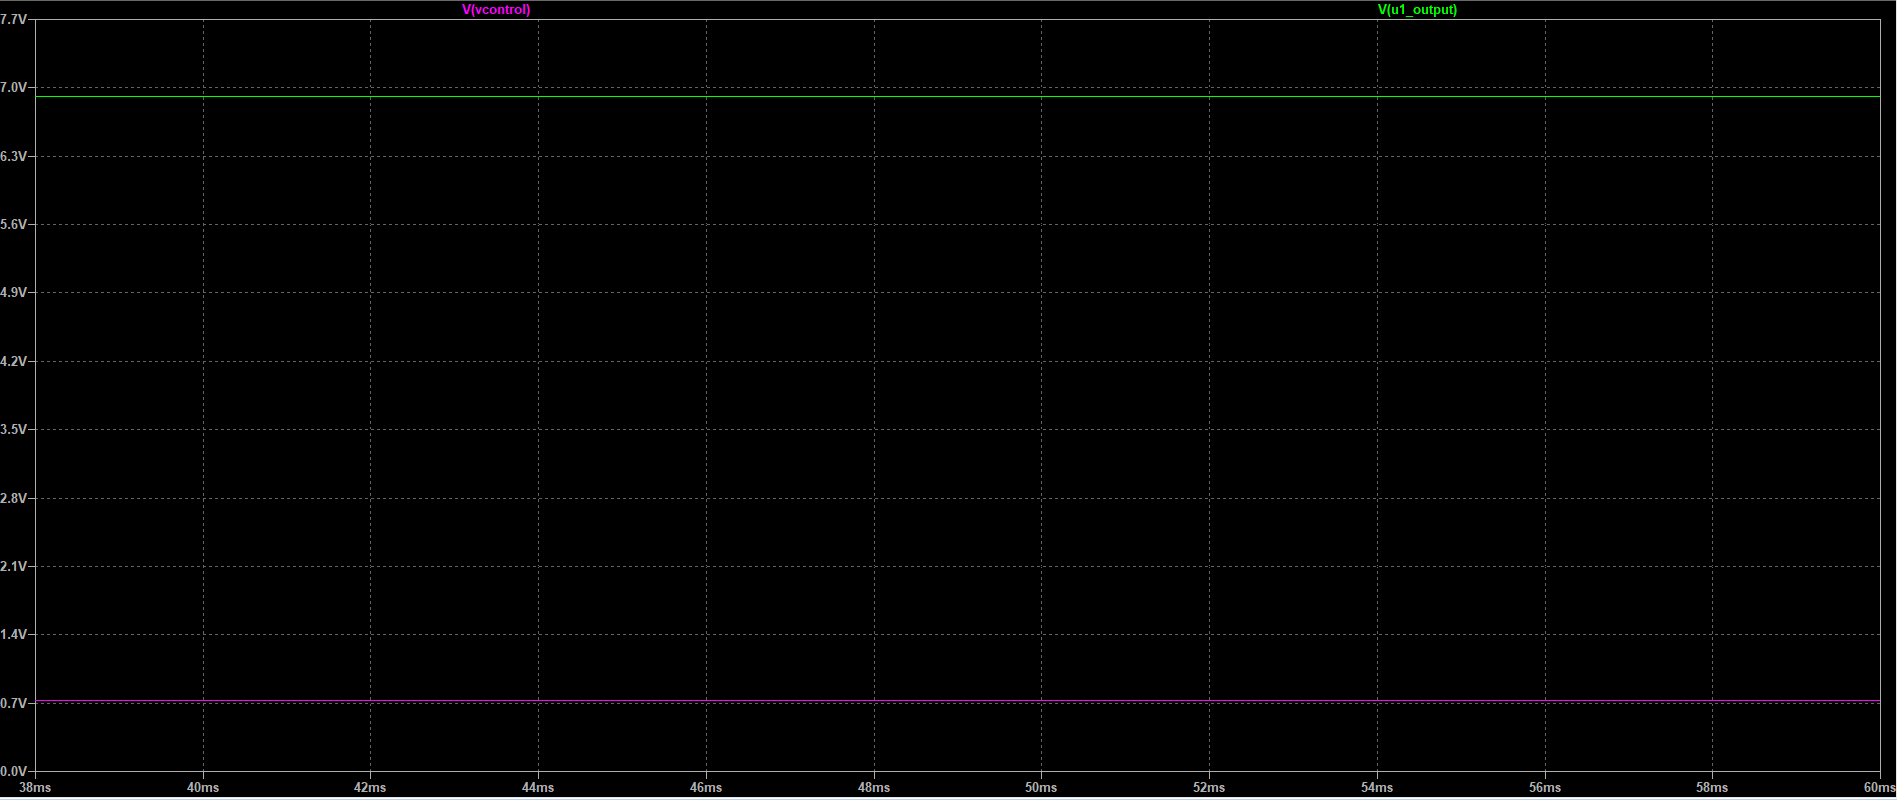 V(vcontrol) V(u1_output)
7.7V
7.0V
6.3V
5.6V
4.9V
4.2V
3.5V
2.8V
2.1V
1.4V
0.7V
0.0V
38ms 40ms 42ms 44ms 46ms 48ms 50ms 52ms 54ms 56ms 58ms 60ms